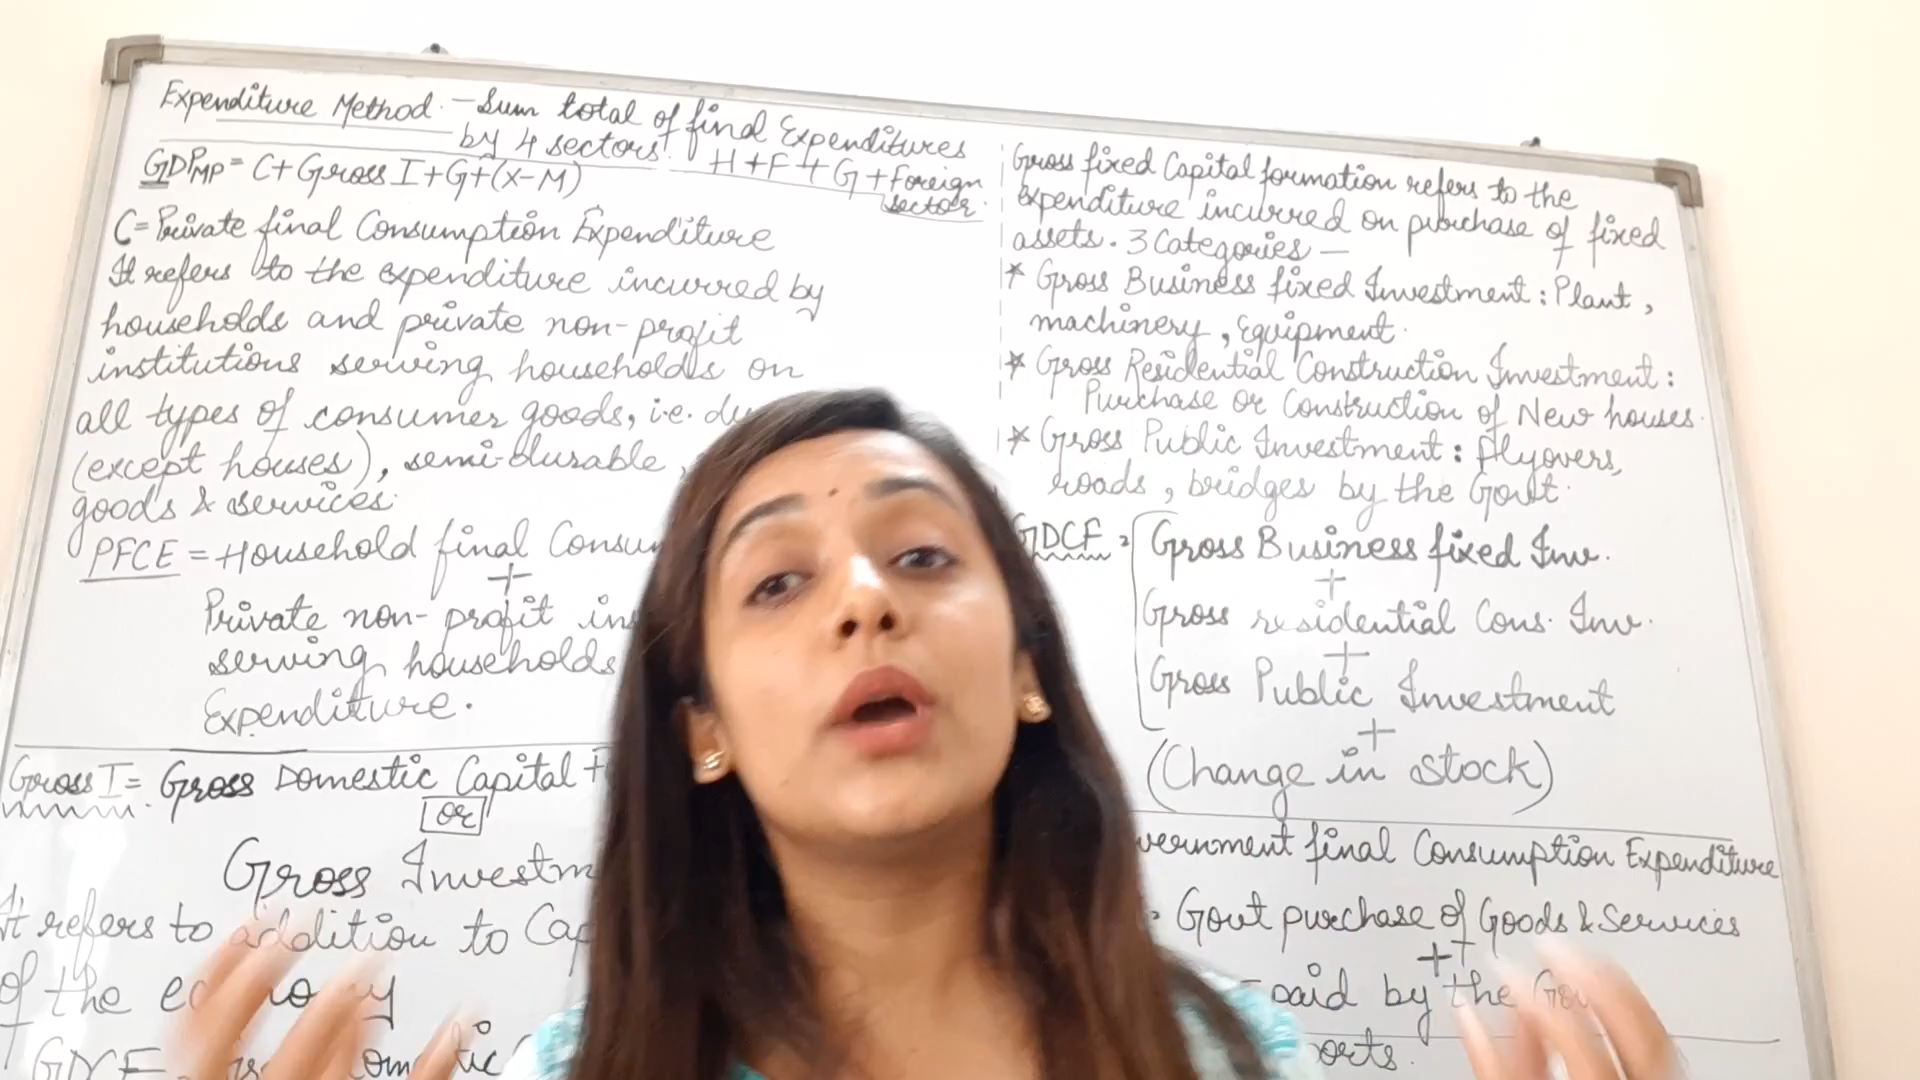 Expenditure Method. - Sum total of final Expenditures
by 4 sectors. H + F + G + Foreign
sector.
GDPMP = C + Gross I + G + (X-M)
C = Private final Consumption Expenditure
It refers to the expenditure incurred by
households and private non-profit
institutions serving households on
all types of consumer goods, i.e.
(except houses), semi-durable,
goods & services.
PFCE = Household final
+
Private non-profit
serving households
Expenditure.
Gross I = Gross Domestic Capital
or
Gross
It refers to addition to
of the
GDCF
Gross fixed Capital formation refers to the
expenditure incurred on purchase of fixed
assets. 3 Categories -
* Gross Business fixed Investment : Plant,
machinery, Equipment.
* Gross Residential Construction Investment :
Purchase or Construction of New houses.
* Gross Public Investment : Flyovers,
roads, bridges by the Govt.
GDCF = Gross Business fixed Inv.
+
Gross residential Cons. Inv.
+
Gross Public Investment
+
(Change in stock)
final Consumption Expenditure
Govt purchase of Goods & Services
+
paid by the